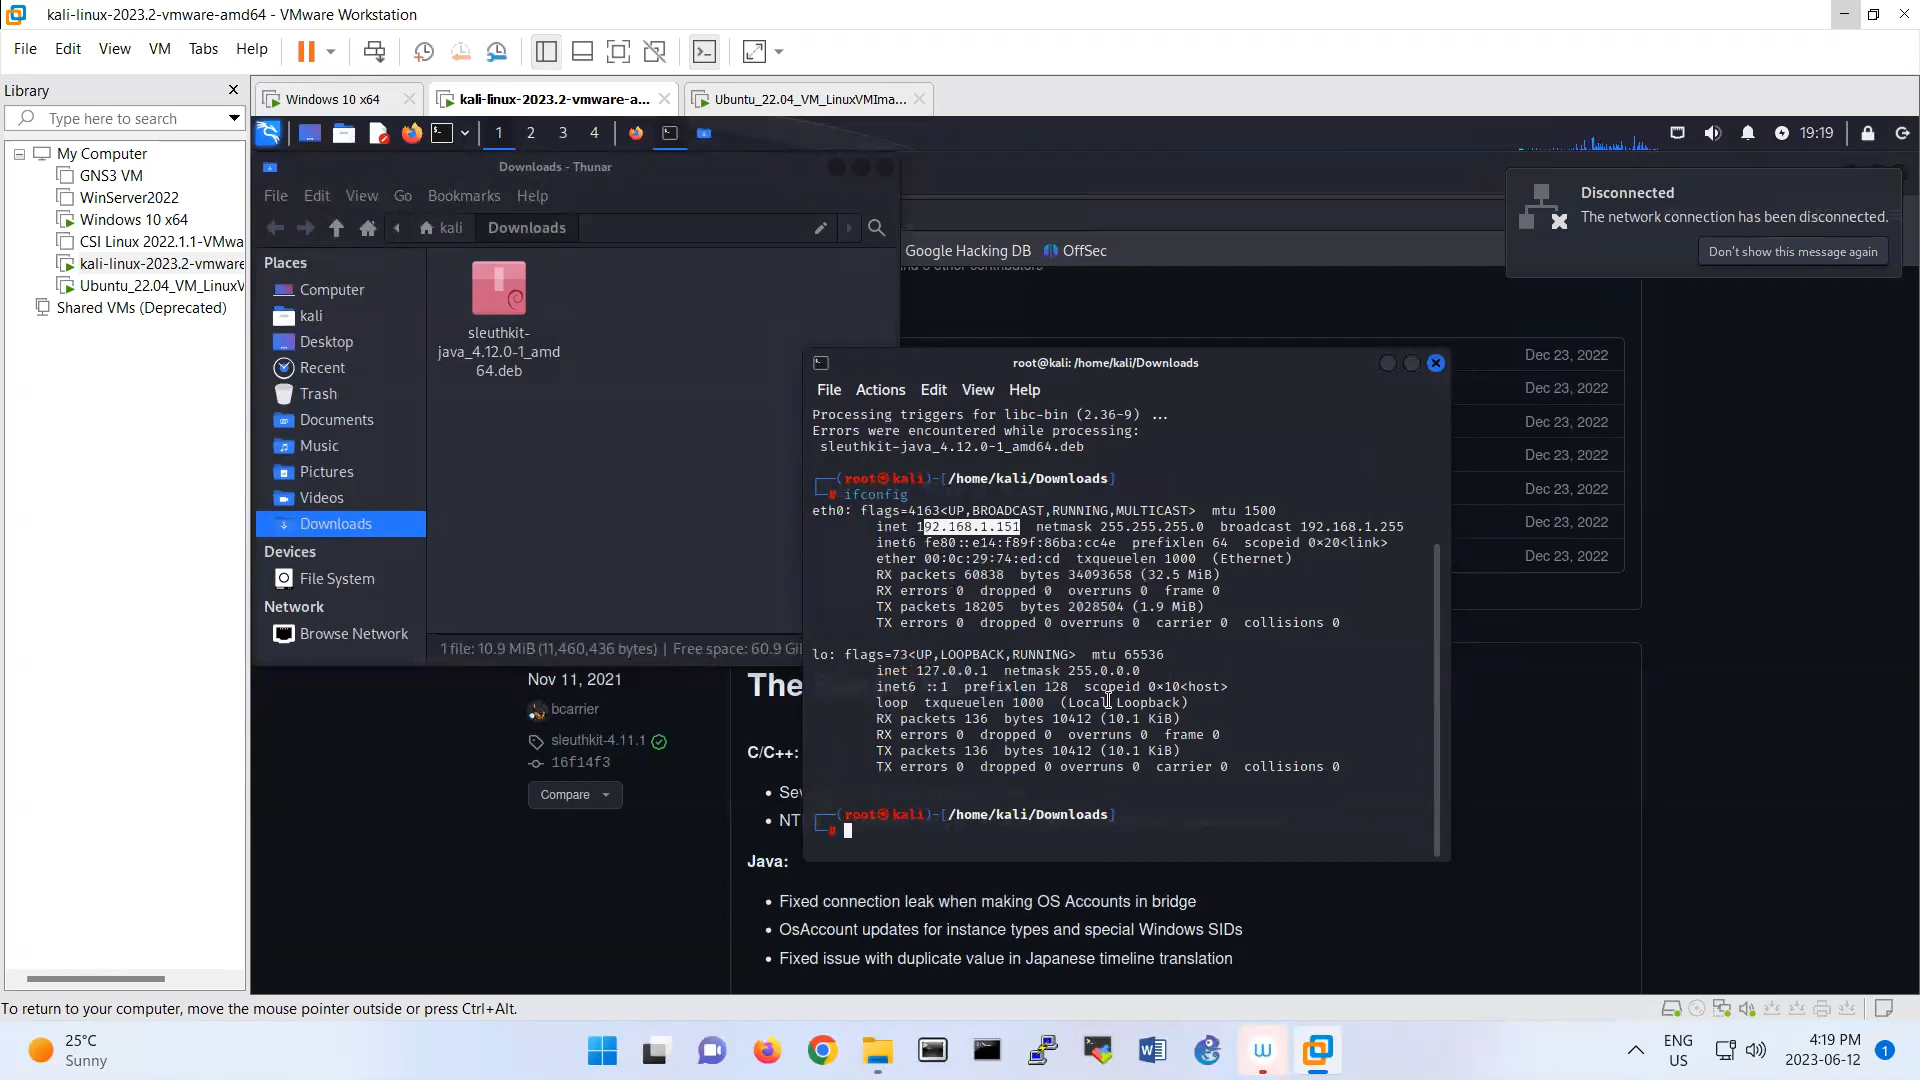 kali-linux-2023.2-vmware-amd64 - VMware Workstation
File Edit View VM Tabs Help
Library
Type here to search
My Computer
GNS3 VM
WinServer2022
Windows 10 x64
CSI Linux 2022.1.1-VMwa
kali-linux-2023.2-vmware
Ubuntu_22.04_VM_LinuxV
Shared VMs (Deprecated)
Windows 10 x64
kali-linux-2023.2-vmware-a...
Ubuntu_22.04_VM_LinuxVMIma...
1 2 3 4
19:19
Downloads - Thunar
File Edit View Go Bookmarks Help
kali Downloads
Places
Computer
kali
Desktop
Recent
Trash
Documents
Music
Pictures
Videos
Downloads
Devices
File System
Network
Browse Network
sleuthkit-
java_4.12.0-1_amd
64.deb
1 file: 10.9 MiB (11,460,436 bytes) | Free space: 60.9 Gi
Google Hacking DB OffSec
Disconnected
The network connection has been disconnected.
Don't show this message again
Dec 23, 2022
Dec 23, 2022
Dec 23, 2022
Dec 23, 2022
Dec 23, 2022
Dec 23, 2022
Dec 23, 2022
root@kali: /home/kali/Downloads
File Actions Edit View Help
Processing triggers for libc-bin (2.36-9) ...
Errors were encountered while processing:
sleuthkit-java_4.12.0-1_amd64.deb
(root㉿kali)-[/home/kali/Downloads]
# ifconfig
eth0: flags=4163<UP,BROADCAST,RUNNING,MULTICAST> mtu 1500
inet 192.168.1.151 netmask 255.255.255.0 broadcast 192.168.1.255
inet6 fe80::e14:f89f:86ba:cc4e prefixlen 64 scopeid 0×20<link>
ether 00:0c:29:74:ed:cd txqueuelen 1000 (Ethernet)
RX packets 60838 bytes 34093658 (32.5 MiB)
RX errors 0 dropped 0 overruns 0 frame 0
TX packets 18205 bytes 2028504 (1.9 MiB)
TX errors 0 dropped 0 overruns 0 carrier 0 collisions 0
lo: flags=73<UP,LOOPBACK,RUNNING> mtu 65536
inet 127.0.0.1 netmask 255.0.0.0
inet6 ::1 prefixlen 128 scopeid 0×10<host>
loop txqueuelen 1000 (Local Loopback)
RX packets 136 bytes 10412 (10.1 KiB)
RX errors 0 dropped 0 overruns 0 frame 0
TX packets 136 bytes 10412 (10.1 KiB)
TX errors 0 dropped 0 overruns 0 carrier 0 collisions 0
(root㉿kali)-[/home/kali/Downloads]
#
Nov 11, 2021
bcarrier
sleuthkit-4.11.1
16f14f3
Compare
The
C/C++:
Java:
• Fixed connection leak when making OS Accounts in bridge
• OsAccount updates for instance types and special Windows SIDs
• Fixed issue with duplicate value in Japanese timeline translation
To return to your computer, move the mouse pointer outside or press Ctrl+Alt.
25°C
Sunny
ENG
US
4:19 PM
2023-06-12
1